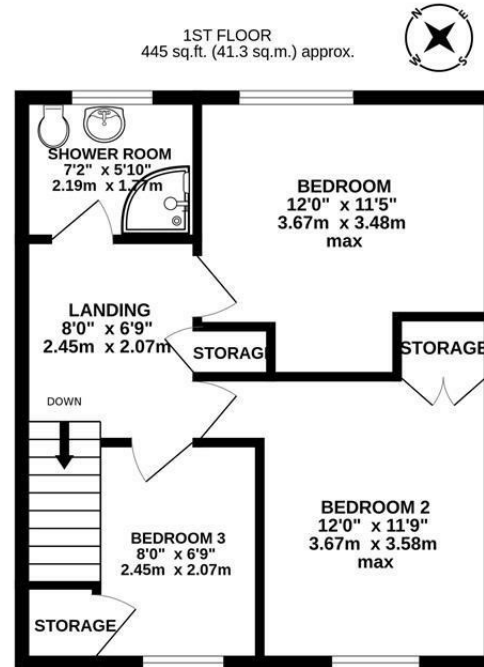 1ST FLOOR
445 sq.ft. (41.3 sq.m.) approx.
N
E
W
S
SHOWER ROOM
7'2" x 5'10"
2.19m x 1.77m
BEDROOM
12'0" x 11'5"
3.67m x 3.48m
max
LANDING
8'0" x 6'9"
2.45m x 2.07m
STORAGE
STORAGE
DOWN
BEDROOM 2
12'0" x 11'9"
3.67m x 3.58m
max
BEDROOM 3
8'0" x 6'9"
2.45m x 2.07m
STORAGE